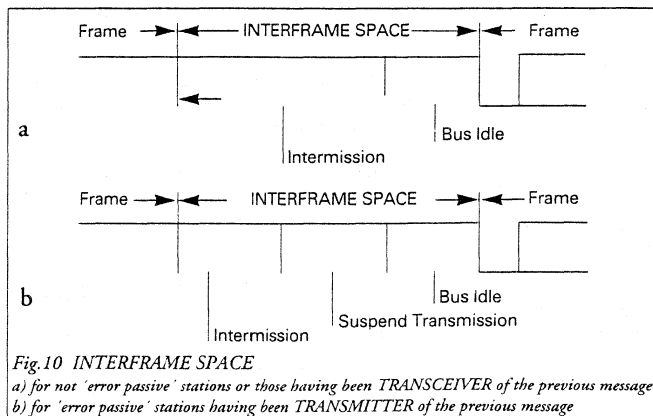 Frame INTERFRAME SPACE Frame
a
Bus Idle
Intermission
Frame INTERFRAME SPACE Frame
b
Bus Idle
Intermission Suspend Transmission
Fig.10 INTERFRAME SPACE
a) for not 'error passive' stations or those having been TRANSCEIVER of the previous message
b) for 'error passive' stations having been TRANSMITTER of the previous message